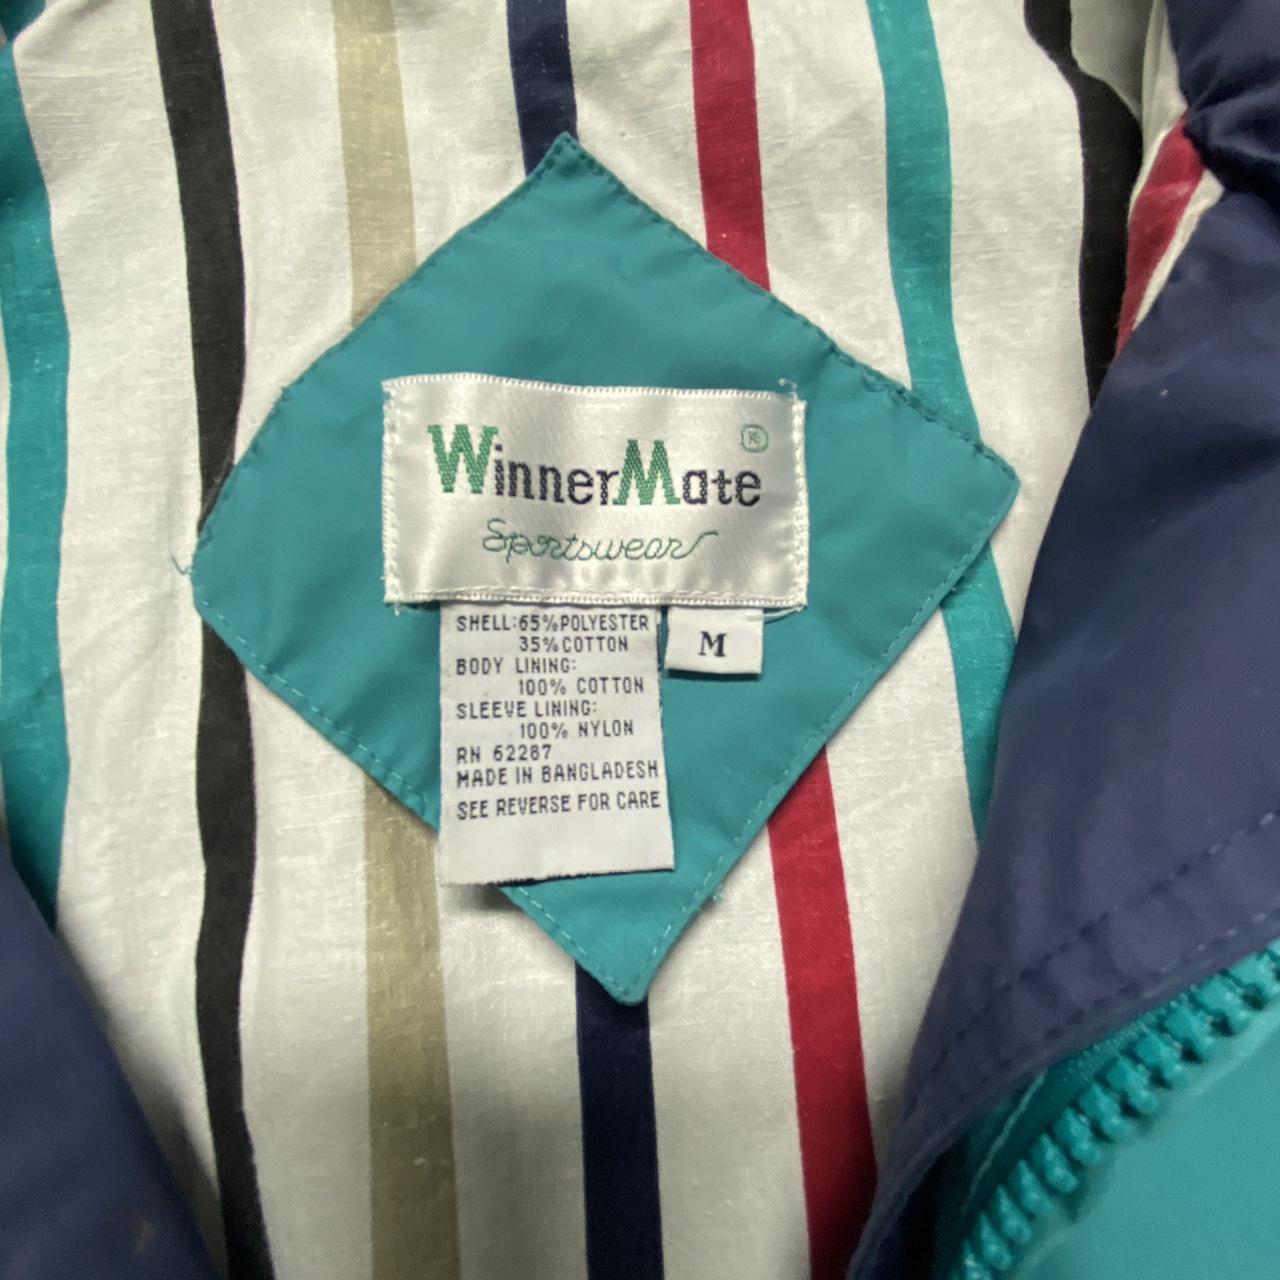 WinnerMate®
Sportswear
M
SHELL:65%POLYESTER
35%COTTON
BODY LINING:
100% COTTON
SLEEVE LINING:
100% NYLON
RN 62287
MADE IN BANGLADESH
SEE REVERSE FOR CARE